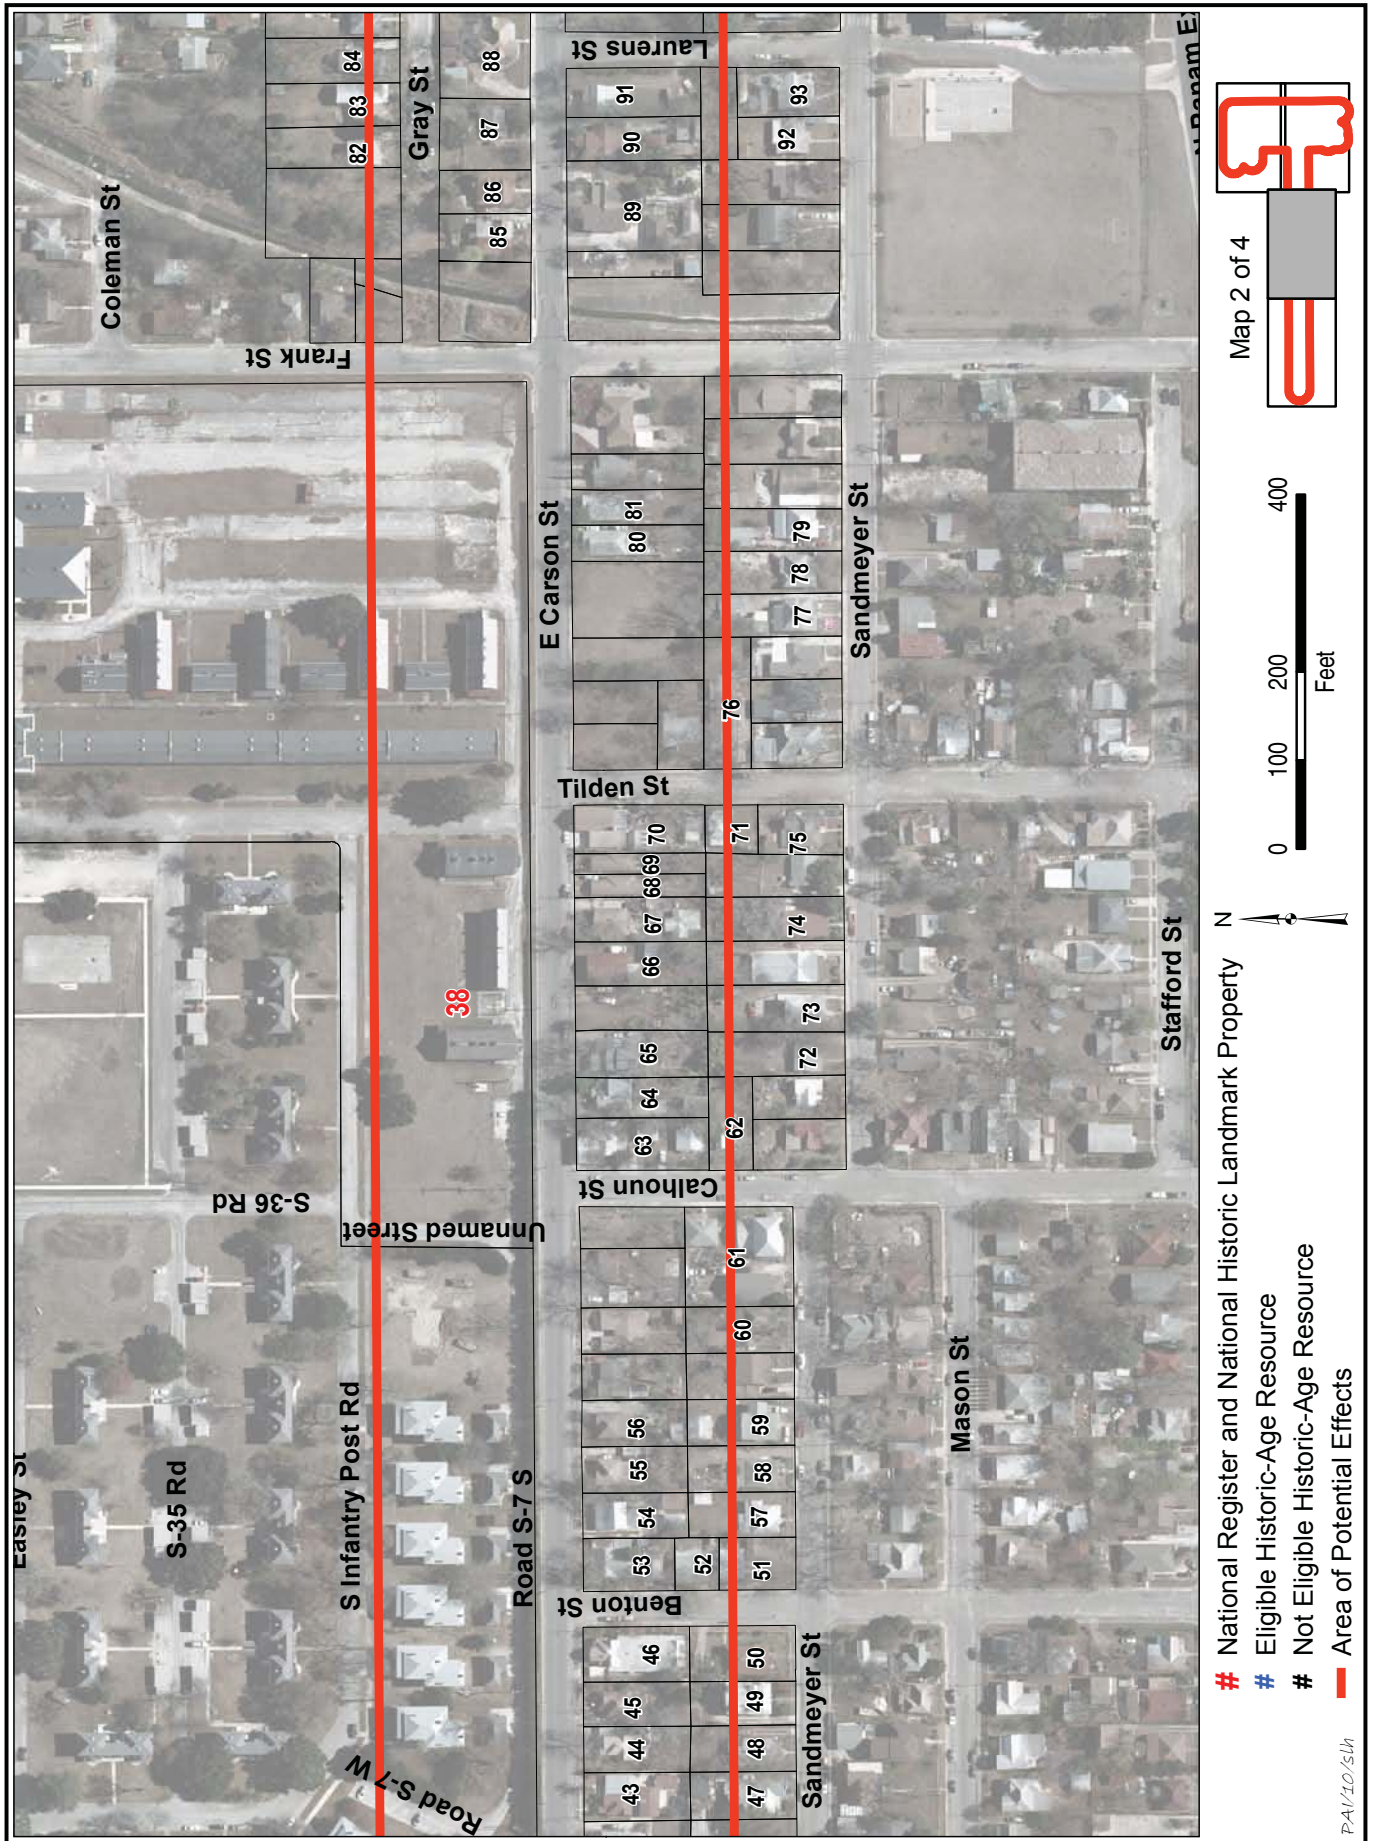 Easley St
S-35 Rd
S-36 Rd
Coleman St
Frank St
Gray St
82
83
84
85
86
87
88
Road S-7 W
S Infantry Post Rd
Unnamed Street
38
Road S-7 S
E Carson St
Laurens St
Benton St
Calhoun St
Tilden St
43
44
45
46
53
54
55
56
63
64
65
66
67
68
69
70
80
81
89
90
91
52
62
71
76
47
48
49
50
51
57
58
59
60
61
72
73
74
75
77
78
79
92
93
Sandmeyer St
Sandmeyer St
Mason St
Stafford St
# National Register and National Historic Landmark Property
# Eligible Historic-Age Resource
# Not Eligible Historic-Age Resource
Area of Potential Effects
N
0 100 200 400
Feet
Map 2 of 4
PAI/10/slh